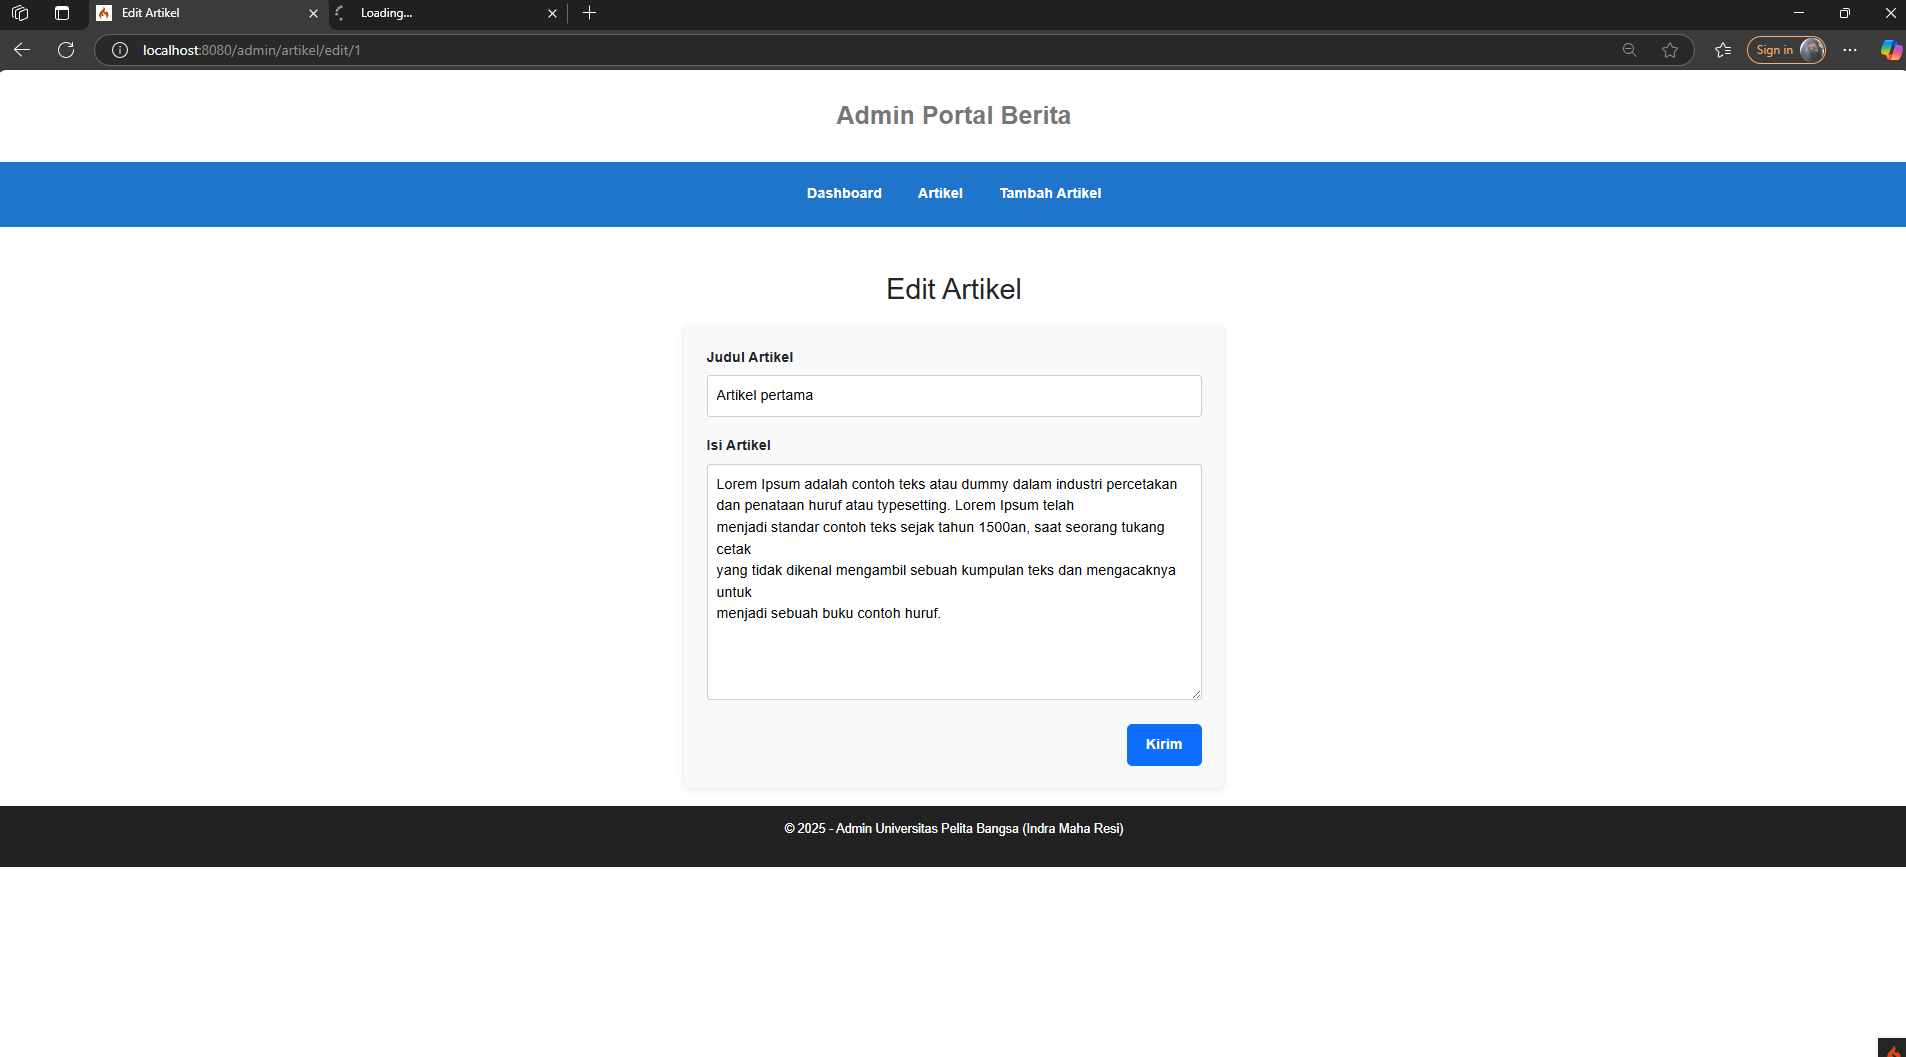 Edit Artikel
Loading...
localhost:8080/admin/artikel/edit/1
Sign in
Admin Portal Berita
Dashboard Artikel Tambah Artikel
Edit Artikel
Judul Artikel
Artikel pertama
Isi Artikel
Lorem Ipsum adalah contoh teks atau dummy dalam industri percetakan
dan penataan huruf atau typesetting. Lorem Ipsum telah
menjadi standar contoh teks sejak tahun 1500an, saat seorang tukang
cetak
yang tidak dikenal mengambil sebuah kumpulan teks dan mengacaknya
untuk
menjadi sebuah buku contoh huruf.
Kirim
© 2025 - Admin Universitas Pelita Bangsa (Indra Maha Resi)